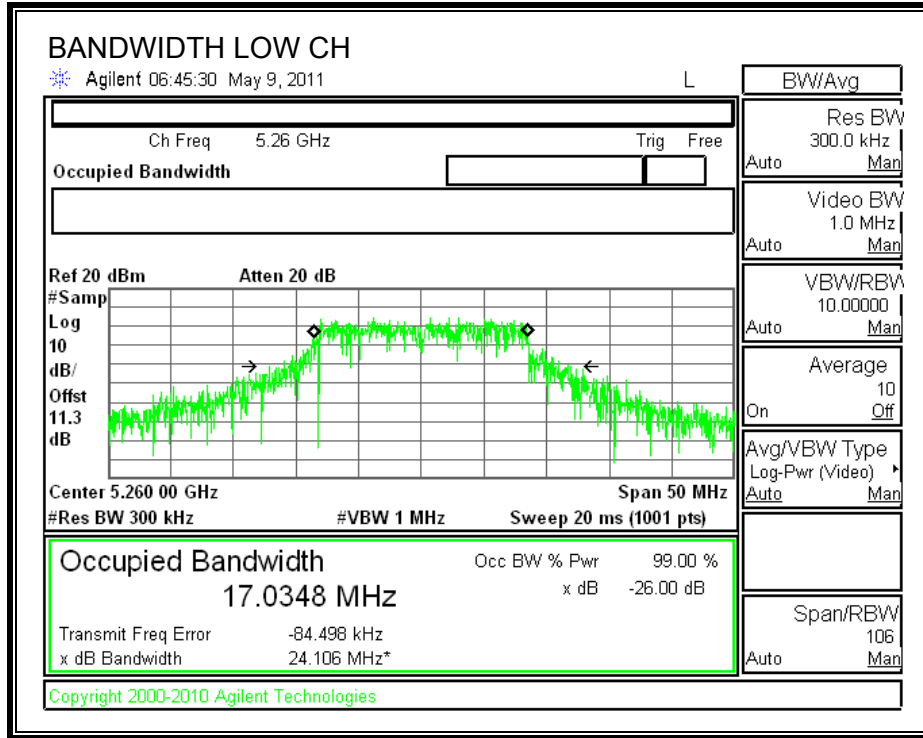 BANDWIDTH LOW CH
Agilent 06:45:30 May 9, 2011 L
Ch Freq 5.26 GHz Trig Free
Occupied Bandwidth
Ref 20 dBm Atten 20 dB
#Samp
Log
10
dB/
Offst
11.3
dB
Center 5.260 00 GHz Span 50 MHz
#Res BW 300 kHz #VBW 1 MHz Sweep 20 ms (1001 pts)
Occupied Bandwidth Occ BW % Pwr 99.00 %
17.0348 MHz x dB -26.00 dB
Transmit Freq Error -84.498 kHz
x dB Bandwidth 24.106 MHz*
Copyright 2000-2010 Agilent Technologies
BW/Avg
Res BW
300.0 kHz
Auto Man
Video BW
1.0 MHz
Auto Man
VBW/RBW
10.00000
Auto Man
Average
10
On Off
Avg/VBW Type
Log-Pwr (Video)
Auto Man
Span/RBW
106
Auto Man